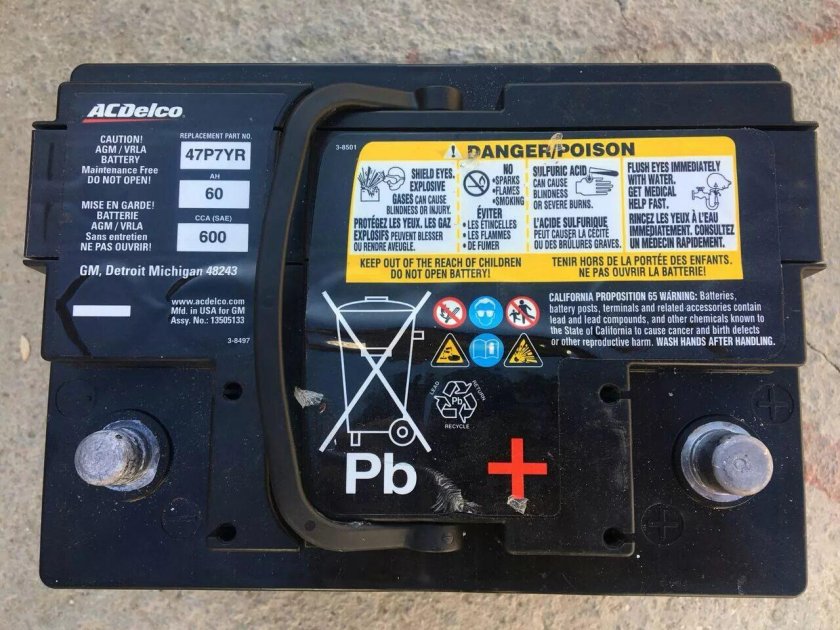 ACDelco
CAUTION!
AGM / VRLA
BATTERY
Maintenance Free
DO NOT OPEN!
MISE EN GARDE!
BATTERIE
AGM / VRLA
Sans entretien
NE PAS OUVRIR!
REPLACEMENT PART NO.
47P7YR
AH
60
CCA (SAE)
600
GM, Detroit Michigan 48243
www.acdelco.com
Mfd. in USA for GM
Assy. No.: 13505133
3-8497
3-8501
DANGER/POISON
SHIELD EYES.
EXPLOSIVE
GASES CAN CAUSE
BLINDNESS OR INJURY.
PROTÉGEZ LES YEUX. LES GAZ
EXPLOSIFS PEUVENT BLESSER
OU RENDRE AVEUGLE.
NO
•SPARKS
•FLAMES
•SMOKING
ÉVITER
• LES ÉTINCELLES
• LES FLAMMES
• DE FUMER
SULFURIC ACID
CAN CAUSE
BLINDNESS
OR SEVERE BURNS.
L'ACIDE SULFURIQUE
PEUT CAUSER LA CÉCITÉ
OU DES BRÛLURES GRAVES.
FLUSH EYES IMMEDIATELY
WITH WATER.
GET MEDICAL
HELP FAST.
RINCEZ LES YEUX À L'EAU
IMMÉDIATEMENT. CONSULTEZ
UN MÉDECIN RAPIDEMENT.
KEEP OUT OF THE REACH OF CHILDREN
DO NOT OPEN BATTERY!
TENIR HORS DE LA PORTÉE DES ENFANTS.
NE PAS OUVRIR LA BATTERIE!
CALIFORNIA PROPOSITION 65 WARNING: Batteries,
battery posts, terminals and related accessories contain
lead and lead compounds, and other chemicals known to
the State of California to cause cancer and birth defects
or other reproductive harm. WASH HANDS AFTER HANDLING.
LEAD
RETURN
Pb
RECYCLE
Pb
+